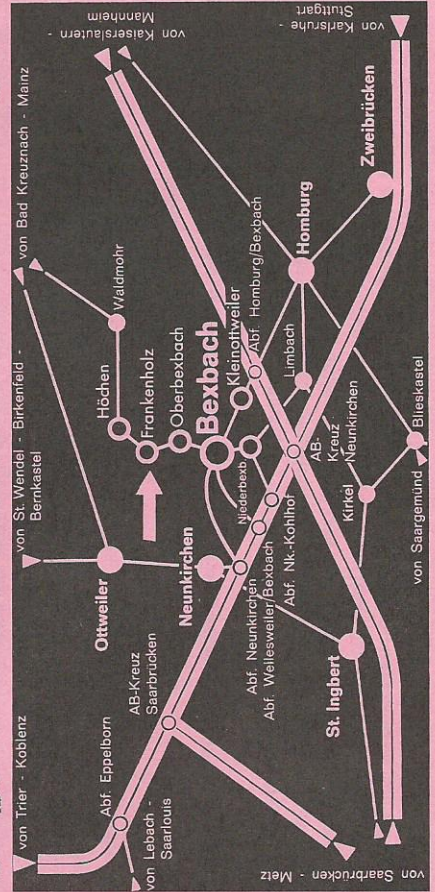 von Trier - Koblenz
Abf. Eppelborn
von Lebach -
Saarlouis
AB-Kreuz
Saarbrücken
von St. Wendel - Birkenfeld -
Bernkastel
von Bad Kreuznach - Mainz
Ottweiler
Neunkirchen
Höchen
Waldmohr
Frankenholz
Oberbexbach
Bexbach
Kleinottweiler
Niederbexb.
Abf. Homburg/Bexbach
Abf. Neunkirchen
Abf. Wellesweiler/Bexbach
Abf. Nk.-Kohlhof
AB-
Kreuz
Neunkirchen
Limbach
Homburg
Zweibrücken
Kirkel
Blieskastel
St. Ingbert
von Saargemünd
von Saarbrücken - Metz
von Kaiserslautern -
Mannheim
von Karlsruhe -
Stuttgart